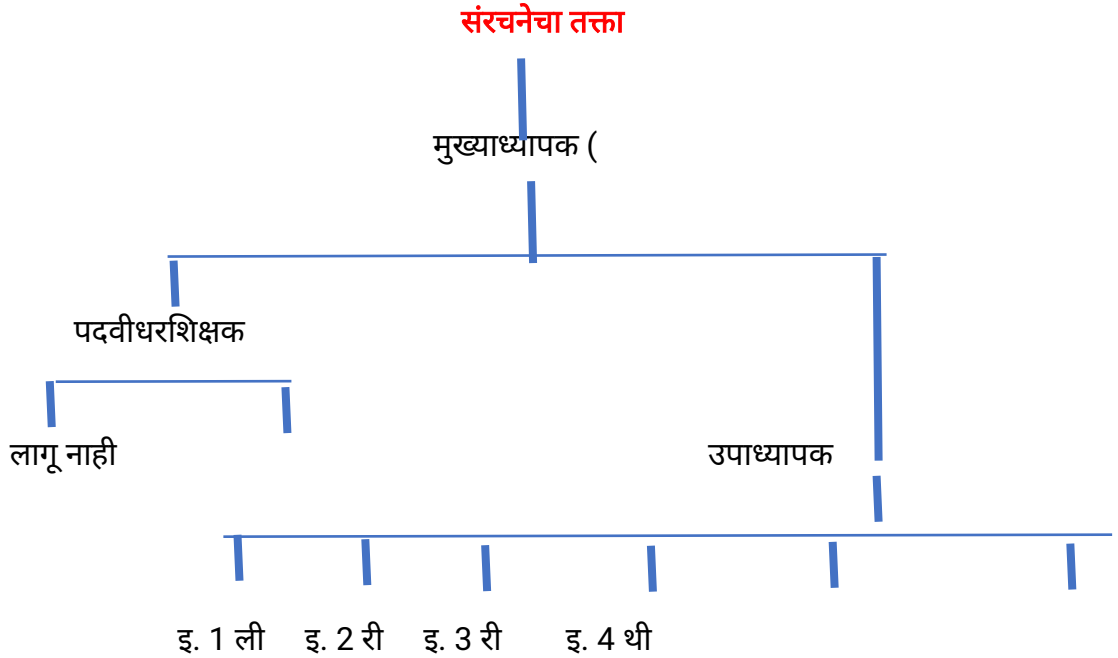 संरचनेचा तक्ता
मुख्याध्यापक (
पदवीधरशिक्षक
लागू नाही
उपाध्यापक
इ. 1 ली इ. 2 री इ. 3 री इ. 4 थी